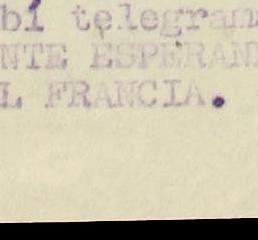 bí telegram
NTE ESPERAN
L FRANCIA.